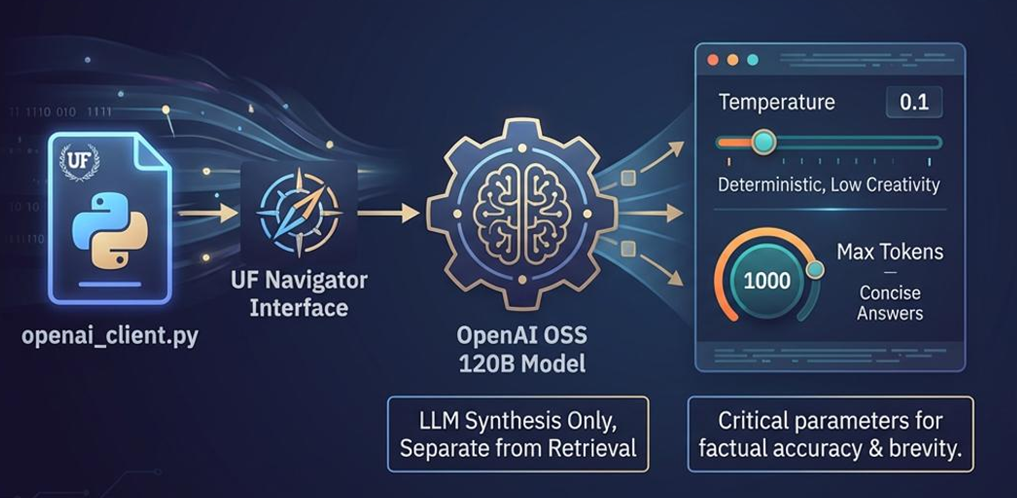 11 1110 010 1111
UF
openai_client.py
UF Navigator
Interface
OpenAI OSS
120B Model
LLM Synthesis Only,
Separate from Retrieval
Temperature
0.1
Deterministic, Low Creativity
1000
Max Tokens
—
Concise
Answers
Critical parameters for
factual accuracy & brevity.